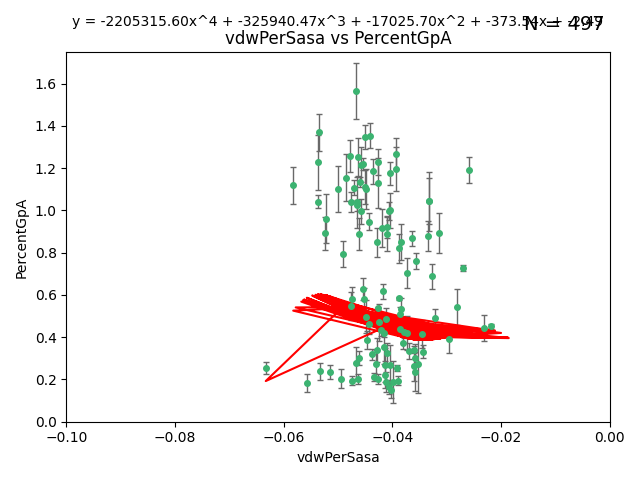 y = -2205315.60x^4 + -325940.47x^3 + -17025.70x^2 + -373.54x + -2.49
N = 497
vdwPerSasa vs PercentGpA
PercentGpA
1.6
1.4
1.2
1.0
0.8
0.6
0.4
0.2
0.0
-0.10 -0.08 -0.06 -0.04 -0.02 0.00
vdwPerSasa